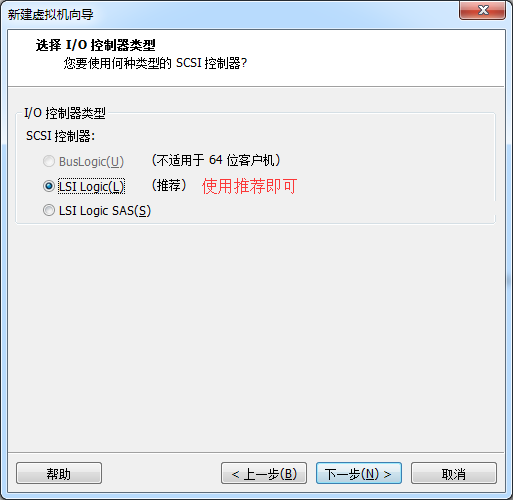 新建虚拟机向导
选择 I/O 控制器类型
您要使用何种类型的 SCSI 控制器?
I/O 控制器类型
SCSI 控制器:
BusLogic(U) (不适用于 64 位客户机)
LSI Logic(L) (推荐) 使用推荐即可
LSI Logic SAS(S)
帮助 < 上一步(B) 下一步(N) > 取消